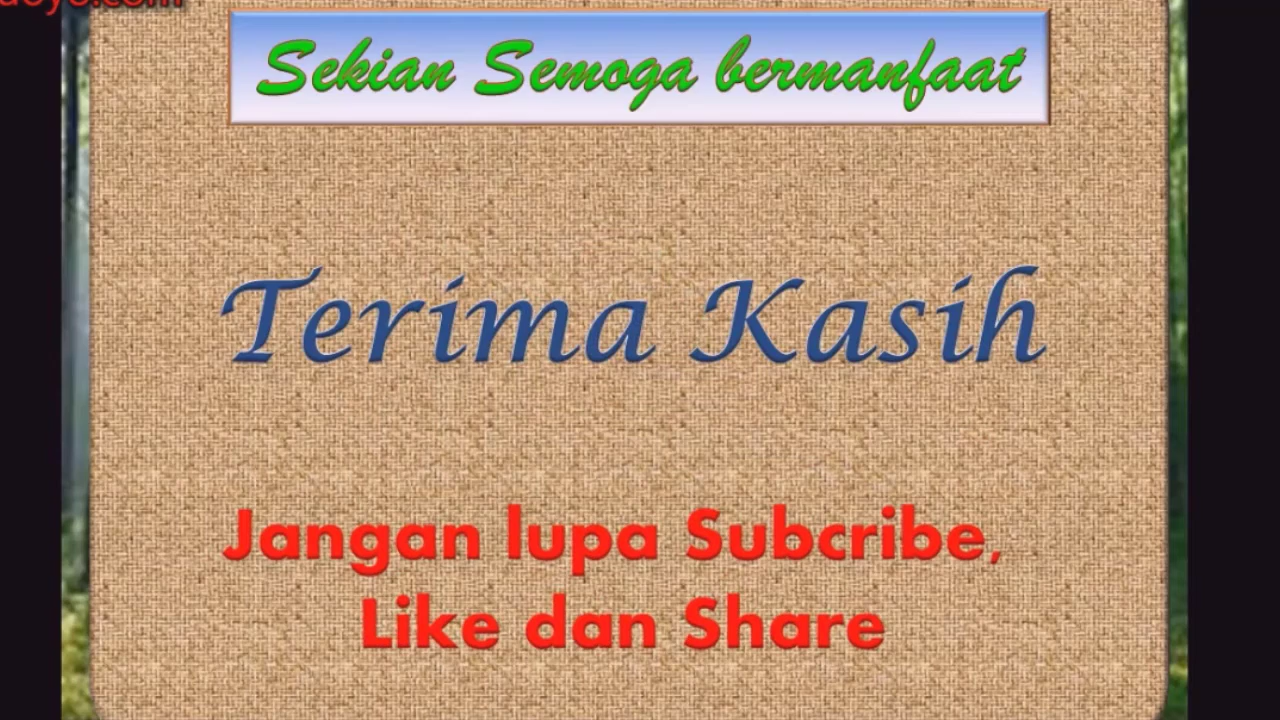 Sekian Semoga bermanfaat
Terima Kasih
Jangan lupa Subcribe,
Like dan Share